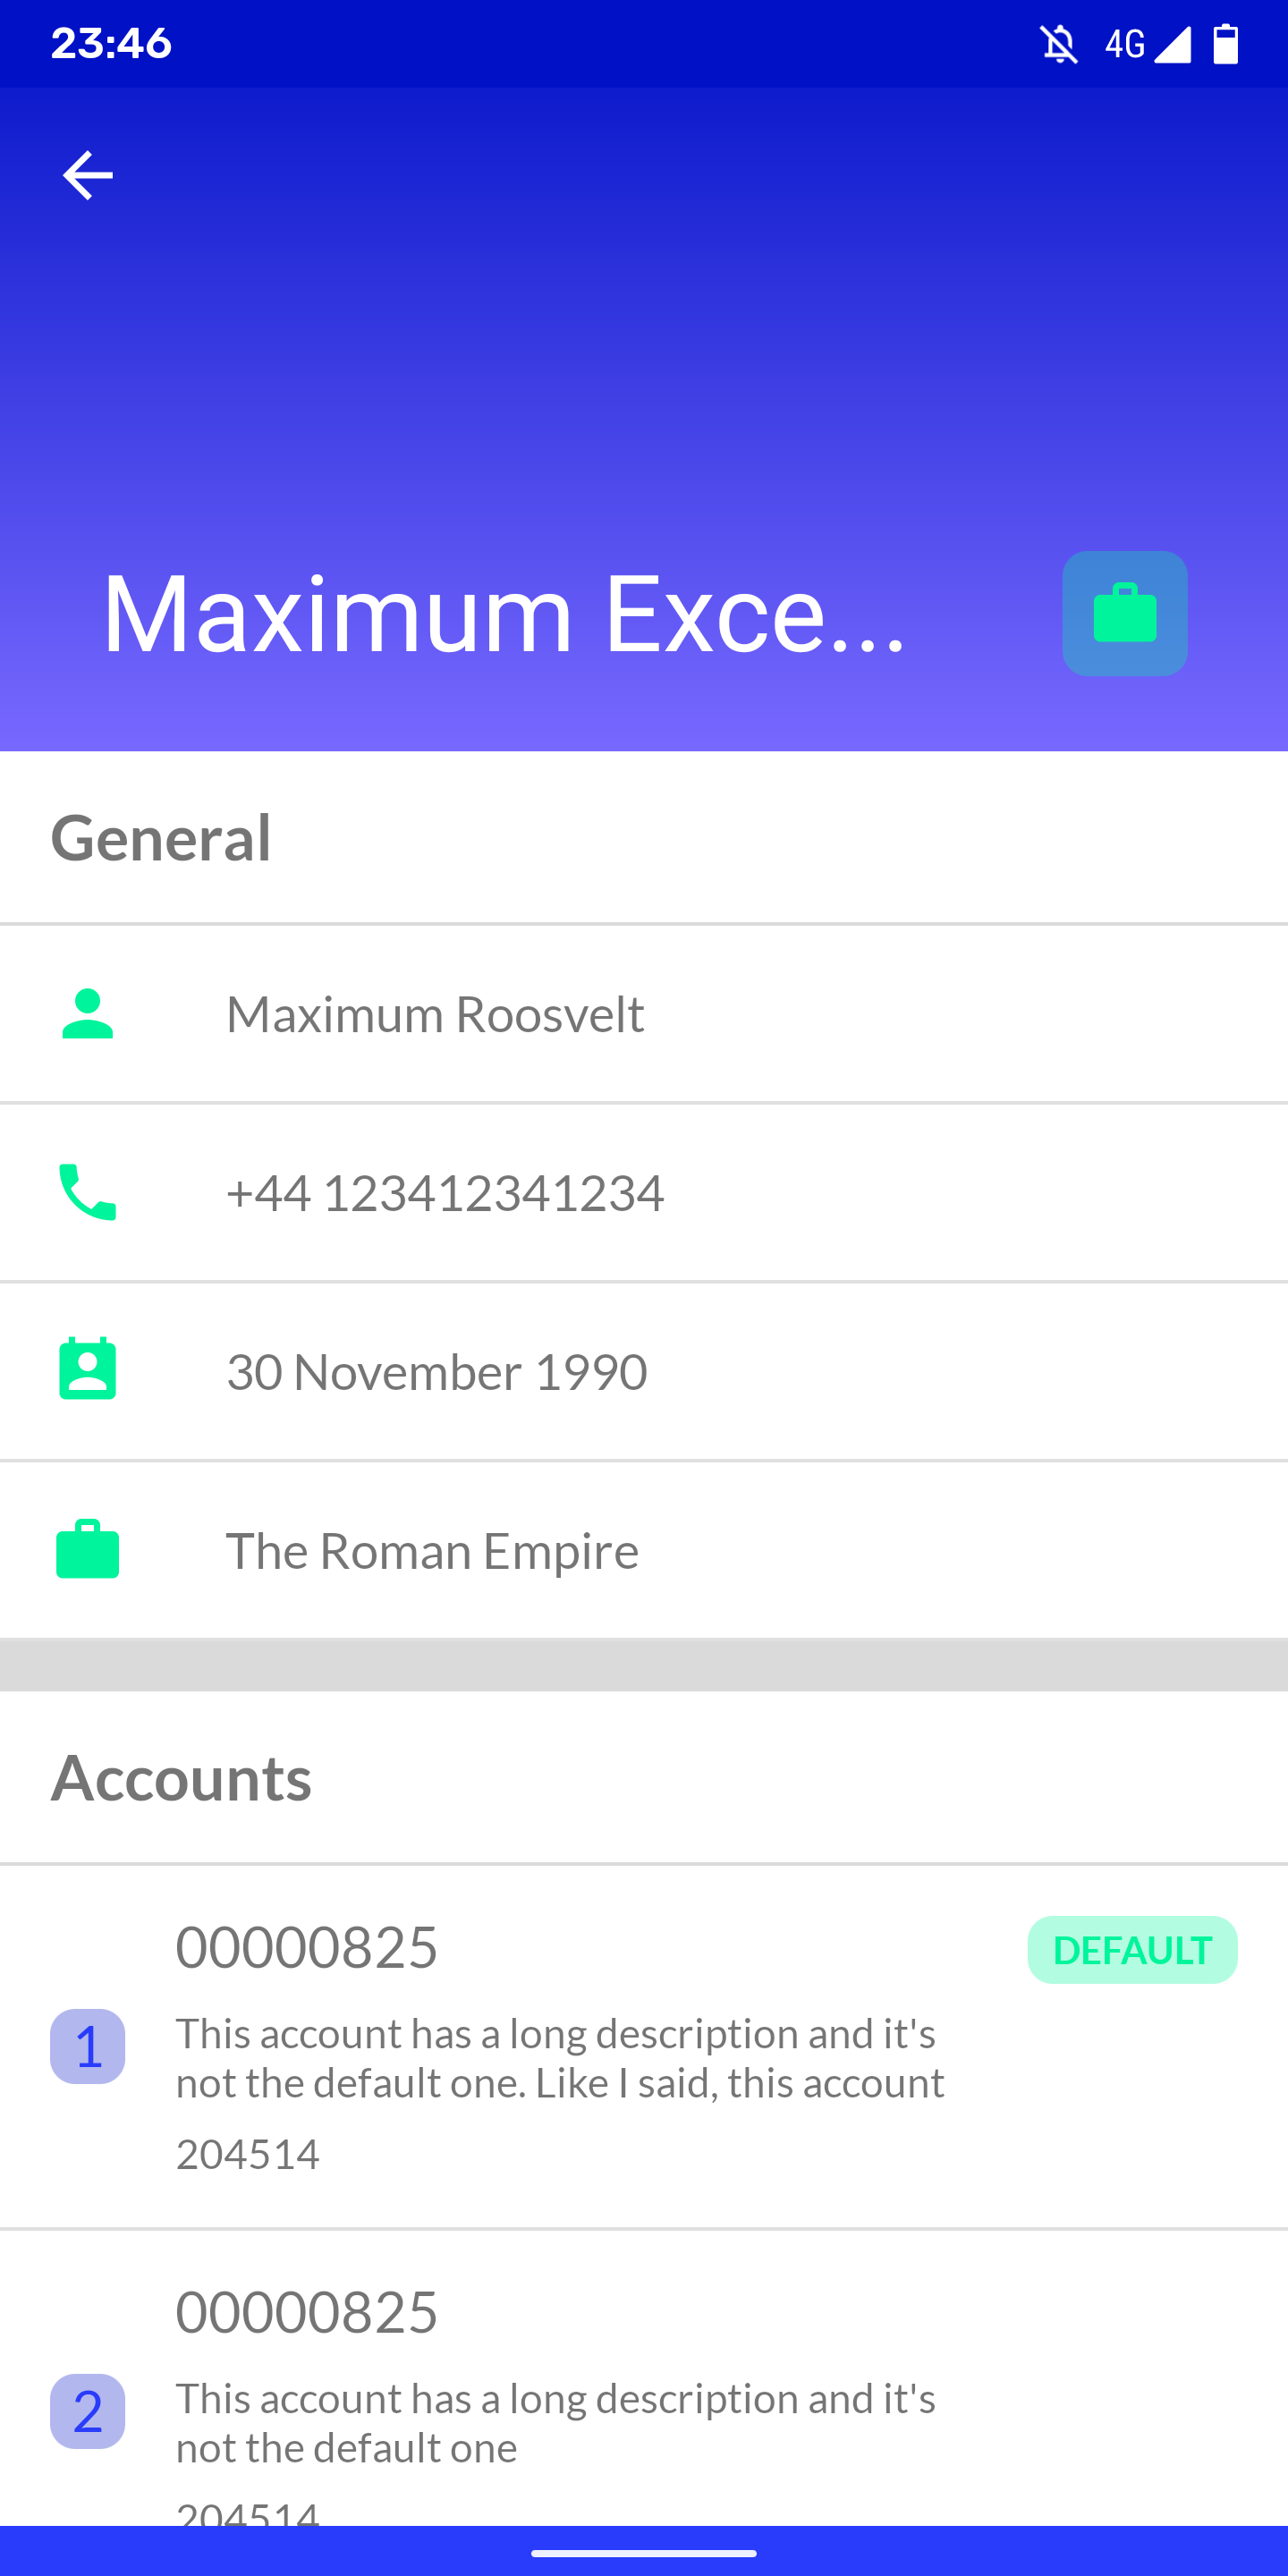 23:46
4G
Maximum Exce...
General
Maximum Roosvelt
+44 123412341234
30 November 1990
The Roman Empire
Accounts
00000825
DEFAULT
1
This account has a long description and it's
not the default one. Like I said, this account
204514
00000825
2
This account has a long description and it's
not the default one
204514